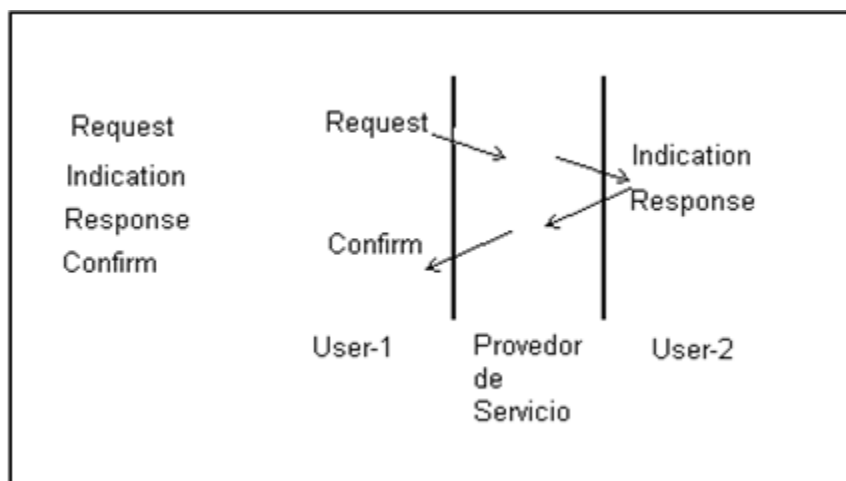 Request
Indication
Response
Confirm
Request
Indication
Response
Confirm
User-1
Provedor
de
Servicio
User-2